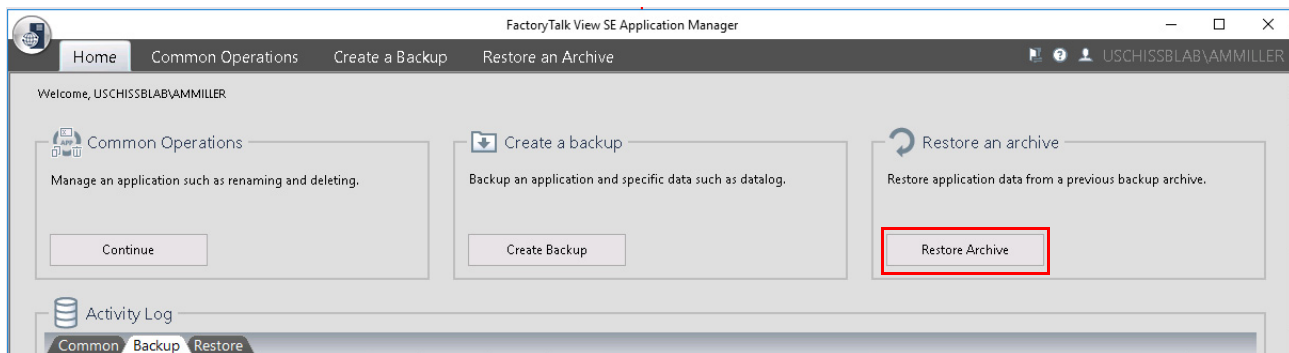 FactoryTalk View SE Application Manager
Home Common Operations Create a Backup Restore an Archive USCHISSBLAB\AMMILLER
Welcome, USCHISSBLAB\AMMILLER
Common Operations
Manage an application such as renaming and deleting.
Continue
Create a backup
Backup an application and specific data such as datalog.
Create Backup
Restore an archive
Restore application data from a previous backup archive.
Restore Archive
Activity Log
Common Backup Restore